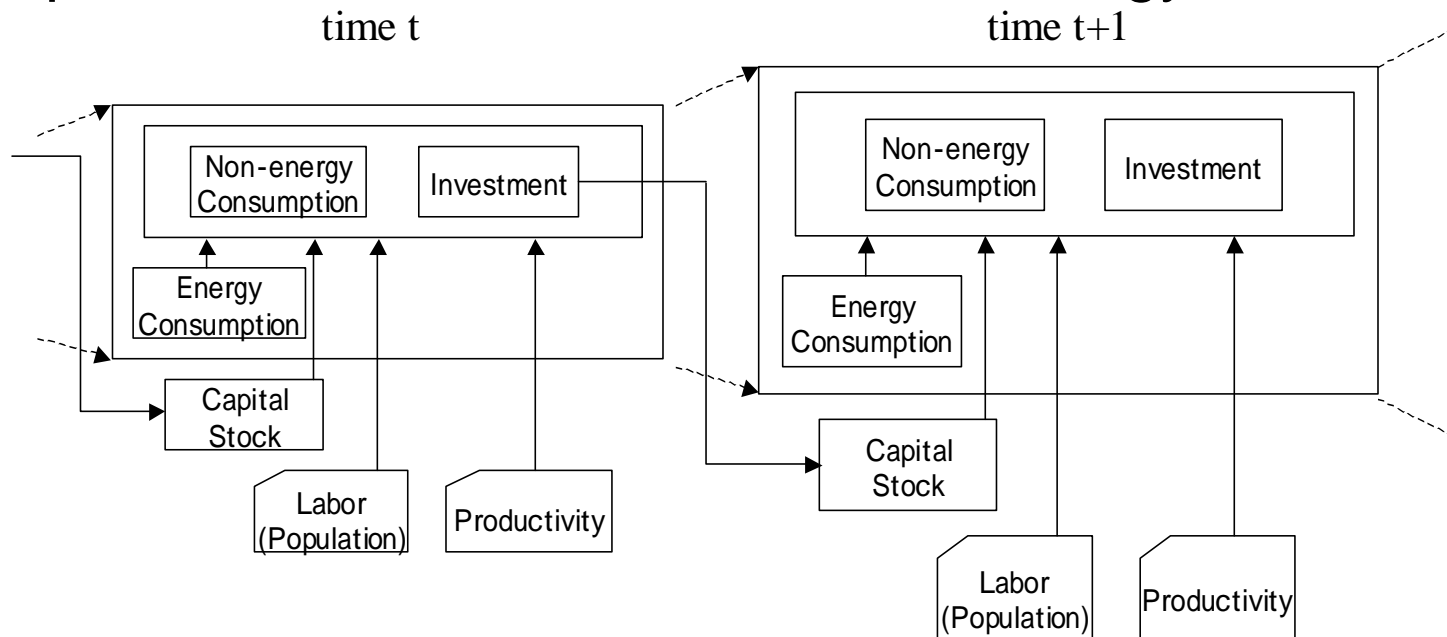 time t
time t+1
Non-energy
Consumption
Investment
Energy
Consumption
Capital
Stock
Labor
(Population)
Productivity
Non-energy
Consumption
Investment
Energy
Consumption
Capital
Stock
Labor
(Population)
Productivity